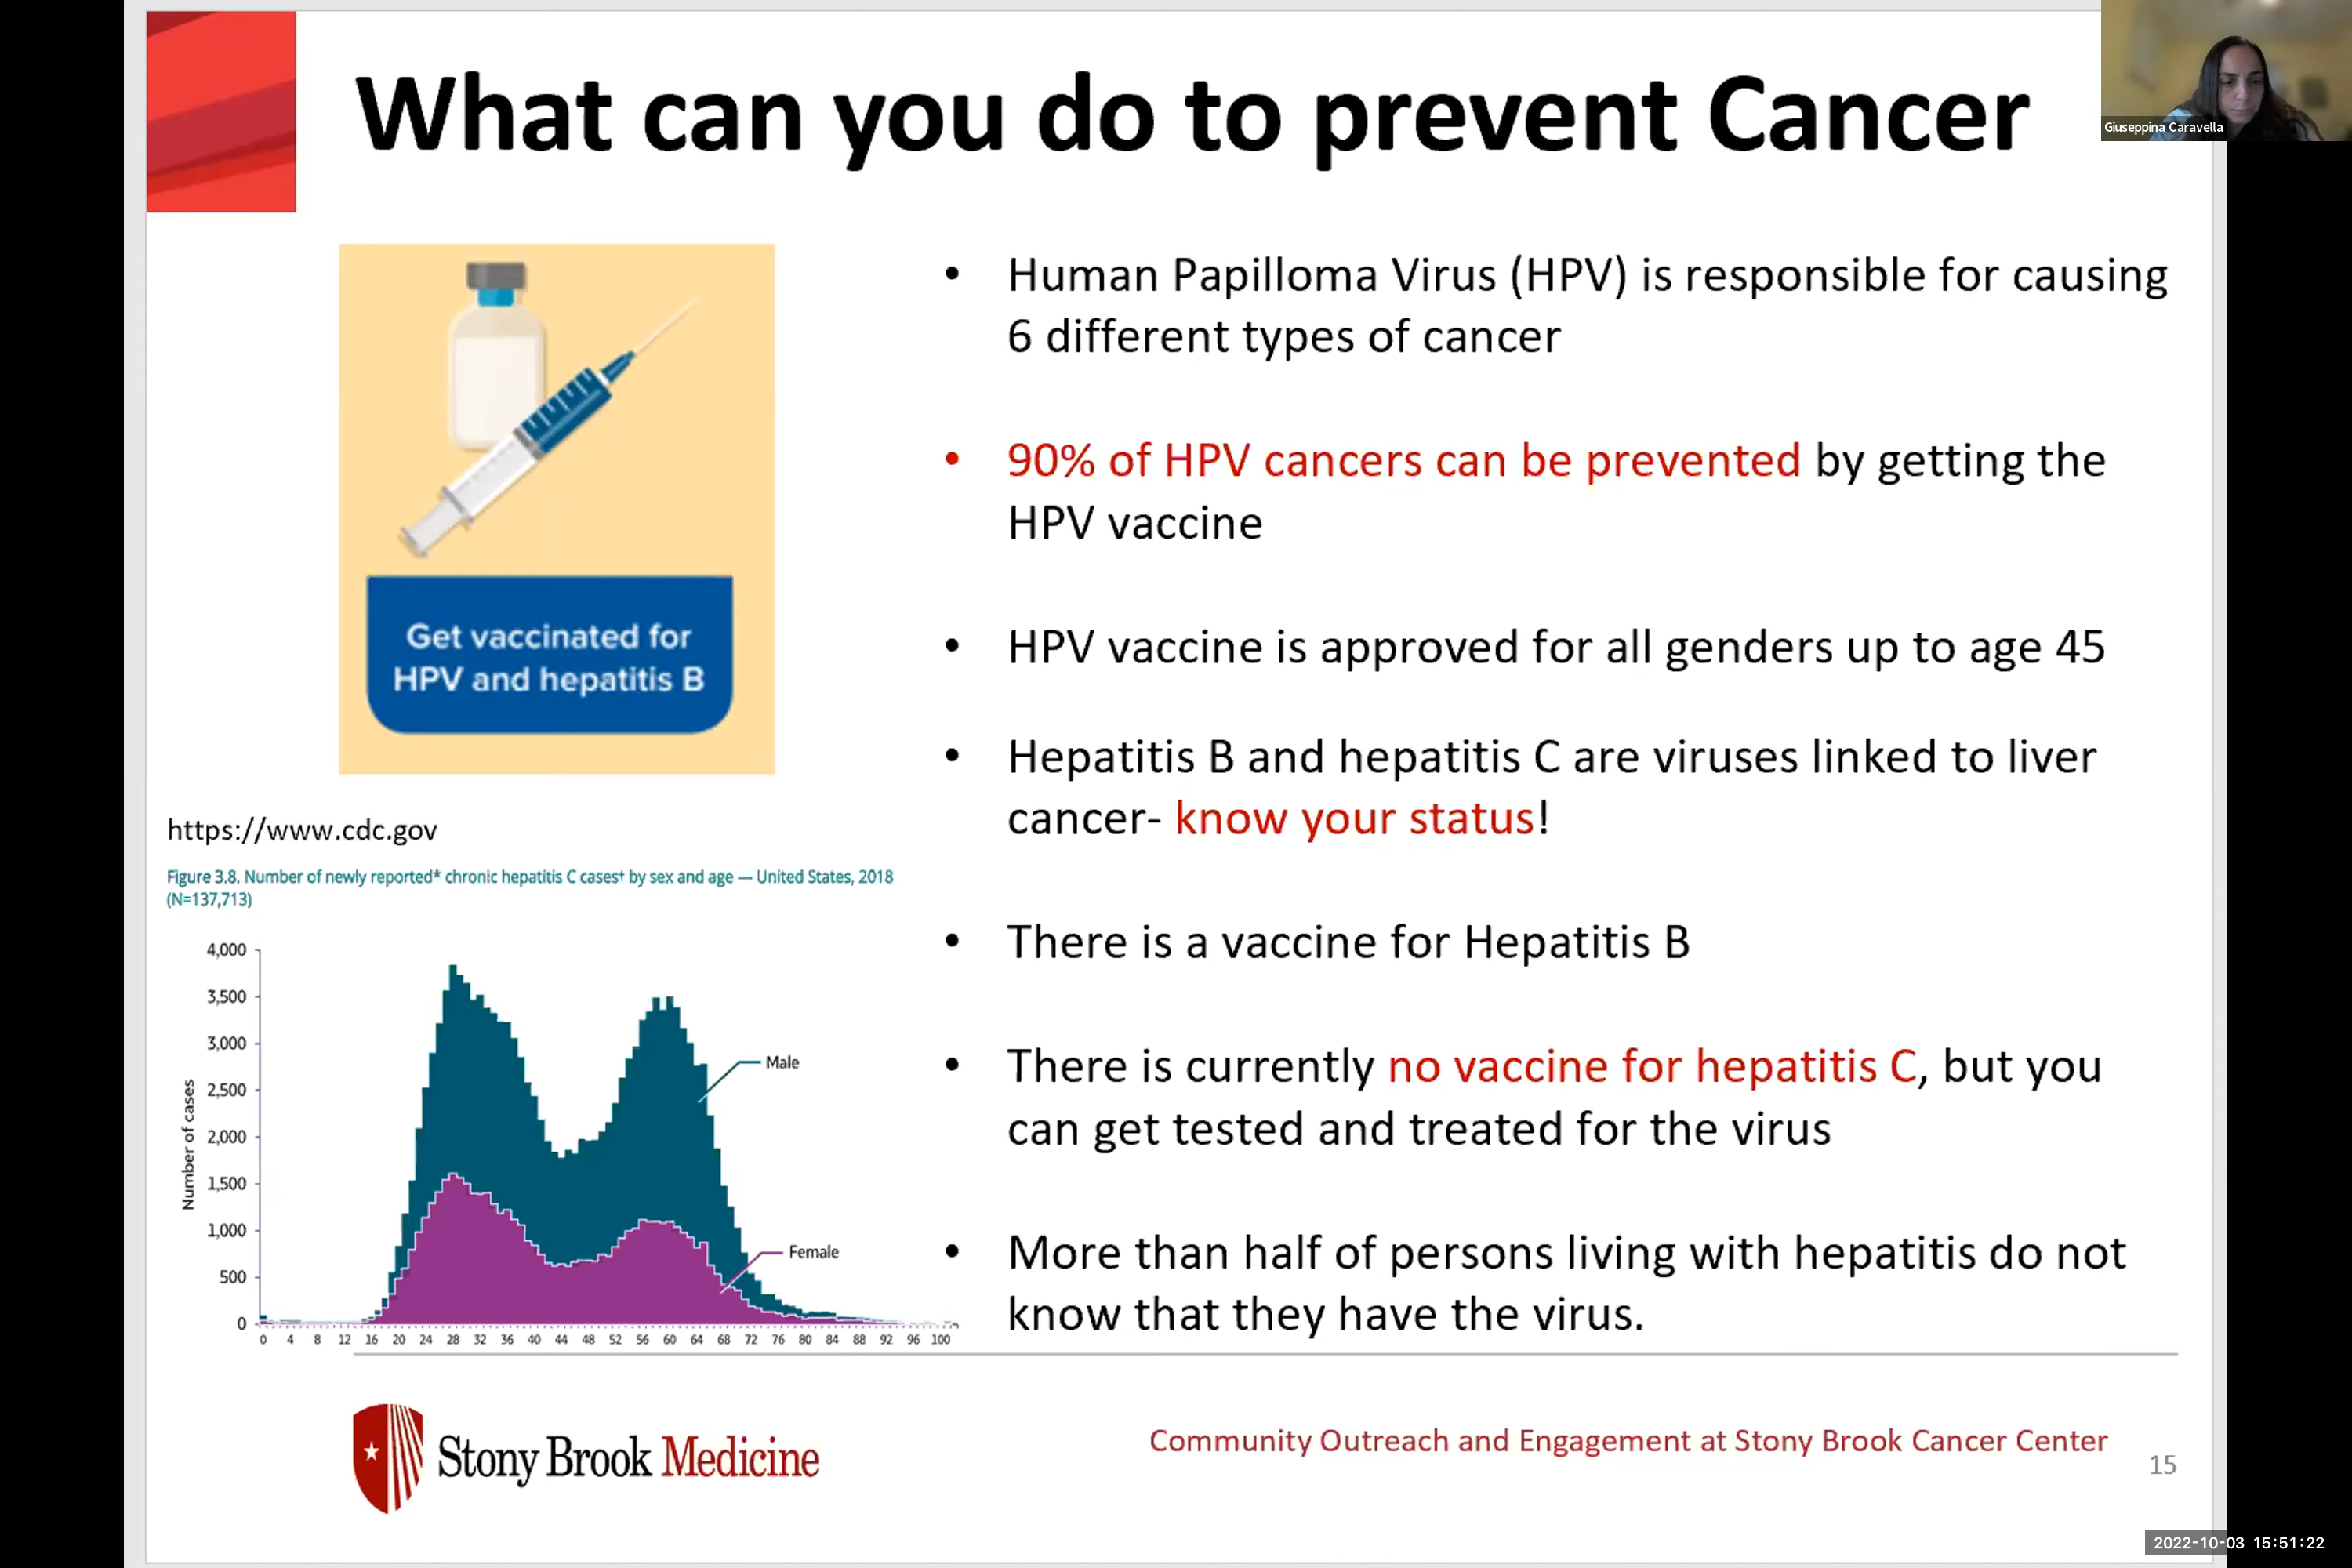 What can you do to prevent Cancer
Giuseppina Caravella
Get vaccinated for
HPV and hepatitis B
https://www.cdc.gov
Figure 3.8. Number of newly reported* chronic hepatitis C cases† by sex and age — United States, 2018
(N=137,713)
Number of cases
4,000
3,500
3,000
2,500
2,000
1,500
1,000
500
0
Male
Female
0 4 8 12 16 20 24 28 32 36 40 44 48 52 56 60 64 68 72 76 80 84 88 92 96 100
• Human Papilloma Virus (HPV) is responsible for causing
6 different types of cancer
• 90% of HPV cancers can be prevented by getting the
HPV vaccine
• HPV vaccine is approved for all genders up to age 45
• Hepatitis B and hepatitis C are viruses linked to liver
cancer- know your status!
• There is a vaccine for Hepatitis B
• There is currently no vaccine for hepatitis C, but you
can get tested and treated for the virus
• More than half of persons living with hepatitis do not
know that they have the virus.
Stony Brook Medicine
Community Outreach and Engagement at Stony Brook Cancer Center
15
2022-10-03 15:51:22